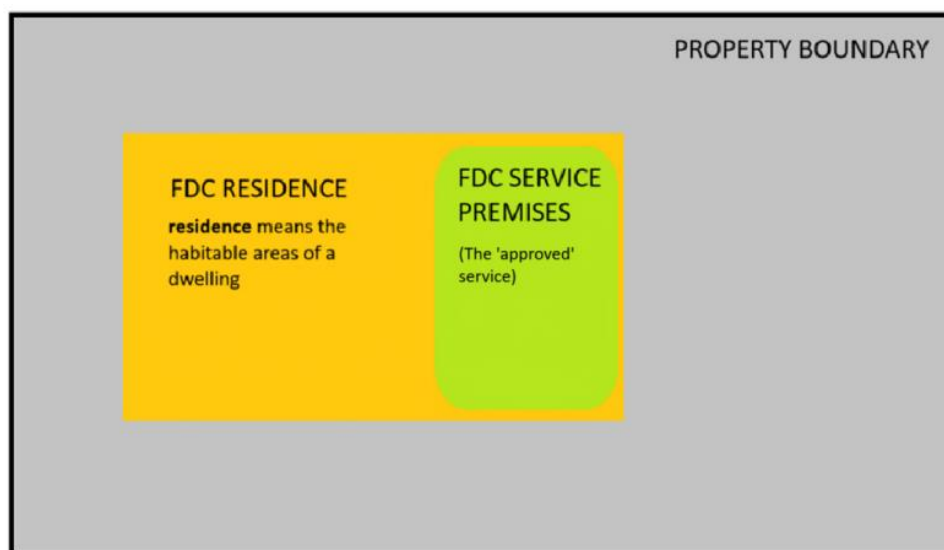 PROPERTY BOUNDARY
FDC RESIDENCE
residence means the
habitable areas of a
dwelling
FDC SERVICE
PREMISES
(The 'approved'
service)